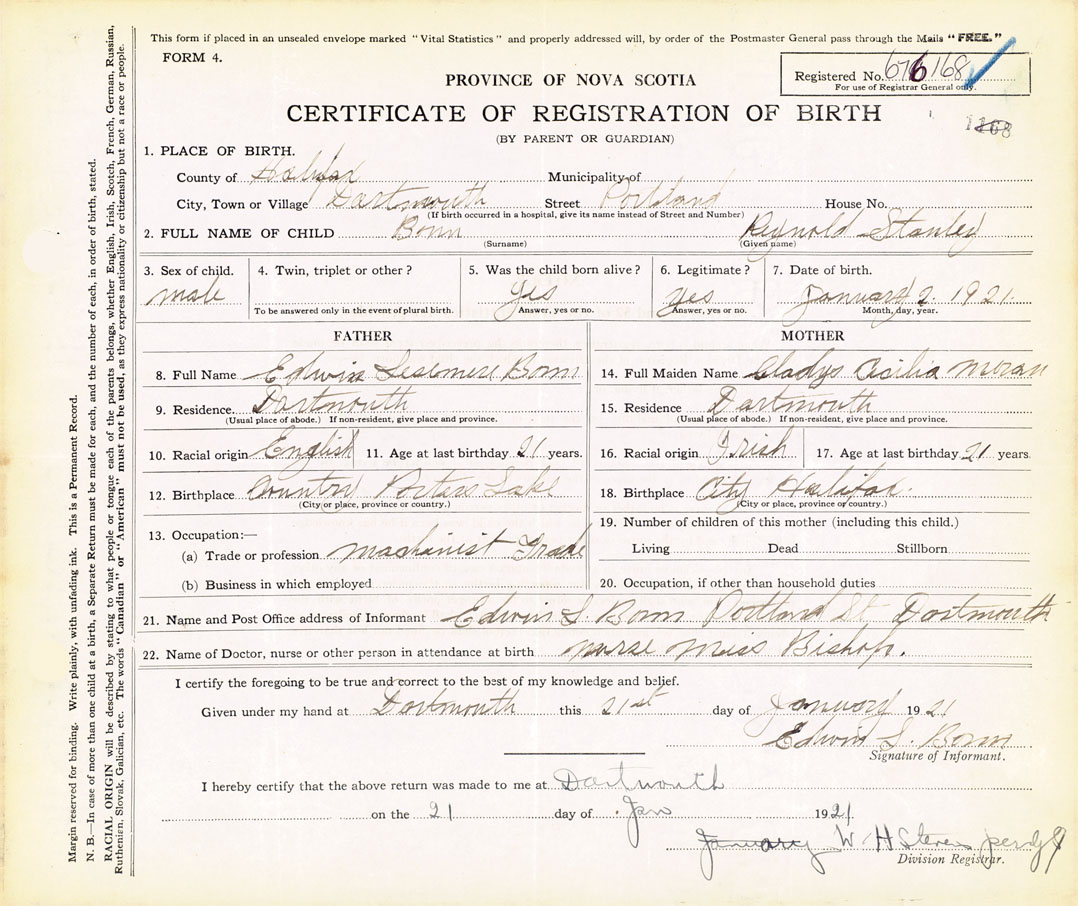 This form if placed in an unsealed envelope marked "Vital Statistics" and properly addressed will, by order of the Postmaster General pass through the Mails "FREE."
FORM 4.
Registered No. 168
For use of Registrar General only.
PROVINCE OF NOVA SCOTIA
CERTIFICATE OF REGISTRATION OF BIRTH
(BY PARENT OR GUARDIAN)
1. PLACE OF BIRTH.
County of Halifax Municipality of
City, Town or Village Dartmouth Street Portland House No.
(If birth occurred in a hospital, give its name instead of Street and Number)
2. FULL NAME OF CHILD Bonn Reynold Stanley
(Surname) (Given name)
3. Sex of child. 4. Twin, triplet or other? 5. Was the child born alive? 6. Legitimate? 7. Date of birth.
male Yes Yes January 2 1921.
To be answered only in the event of plural birth. Answer, yes or no. Answer, yes or no. Month, day, year.
FATHER
8. Full Name Edwin Bonn
9. Residence Dartmouth
(Usual place of abode.) If non-resident, give place and province.
10. Racial origin English 11. Age at last birthday 21 years.
12. Birthplace Country Porters Lake
(City or place, province or country.)
13. Occupation:—
(a) Trade or profession machinist Trade
(b) Business in which employed
MOTHER
14. Full Maiden Name Gladys Cicilia Moran
15. Residence Dartmouth
(Usual place of abode.) If non-resident, give place and province.
16. Racial origin Irish 17. Age at last birthday 21 years
18. Birthplace City Halifax.
(City or place, province or country.)
19. Number of children of this mother (including this child.)
Living Dead Stillborn
20. Occupation, if other than household duties
21. Name and Post Office address of Informant Edwin S. Bonn Portland St Dartmouth
22. Name of Doctor, nurse or other person in attendance at birth nurse Miss Bishop.
I certify the foregoing to be true and correct to the best of my knowledge and belief.
Given under my hand at Dartmouth this 21st day of January 1921
Edwin S. Bonn
Signature of Informant.
I hereby certify that the above return was made to me at Dartmouth
on the 21 day of Jan 1921
January W H Stevens
Division Registrar.
Margin reserved for binding. Write plainly, with unfading ink. This is a Permanent Record.
N. B.—In case of more than one child at a birth, a Separate Return must be made for each, and the number of each, in order of birth, stated.
RACIAL ORIGIN will be described by stating to what people or tongue each of the parents belongs, whether English, Irish, Scotch, French, German, Russian,
Ruthenian, Slovak, Galician, etc. The words "Canadian" or "American" must not be used, as they express nationality or citizenship but not a race or people.